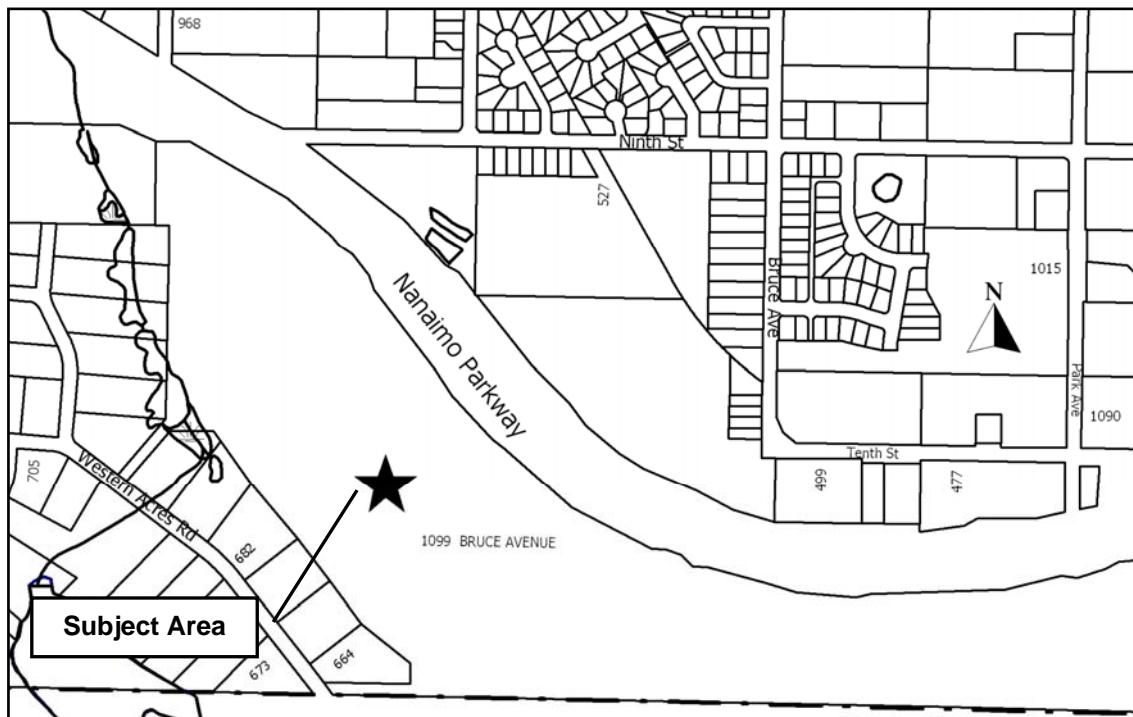 968
Ninth St
527
Bruce Ave
1015
N
Nanaimo Parkway
Park Ave
1090
Tenth St
499
477
705
Western Acres Rd
682
1099 BRUCE AVENUE
Subject Area
673
664